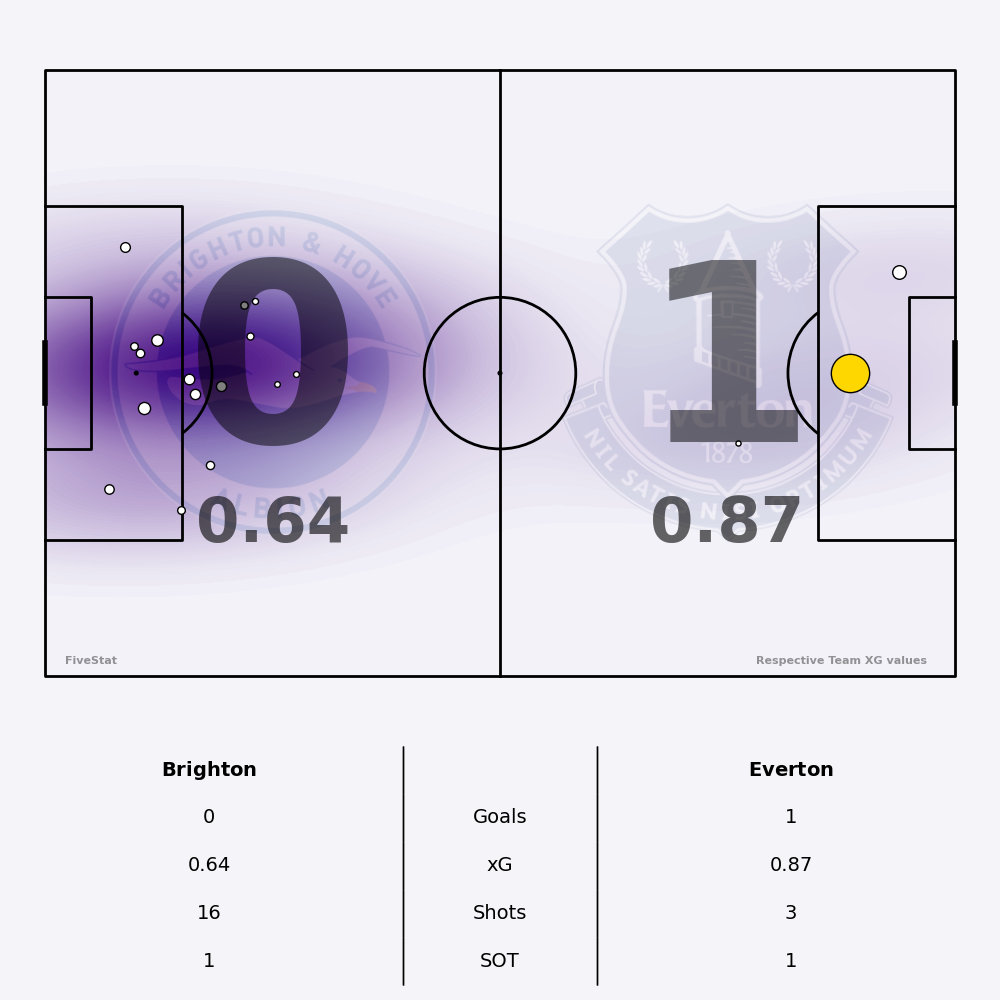 BRIGHTON & HOVE
ALBION
0
1
Everton
1878
NIL SATIS NISI OPTIMUM
0.64
0.87
FiveStat
Respective Team XG values
Brighton
Everton
0
Goals
1
0.64
xG
0.87
16
Shots
3
1
SOT
1